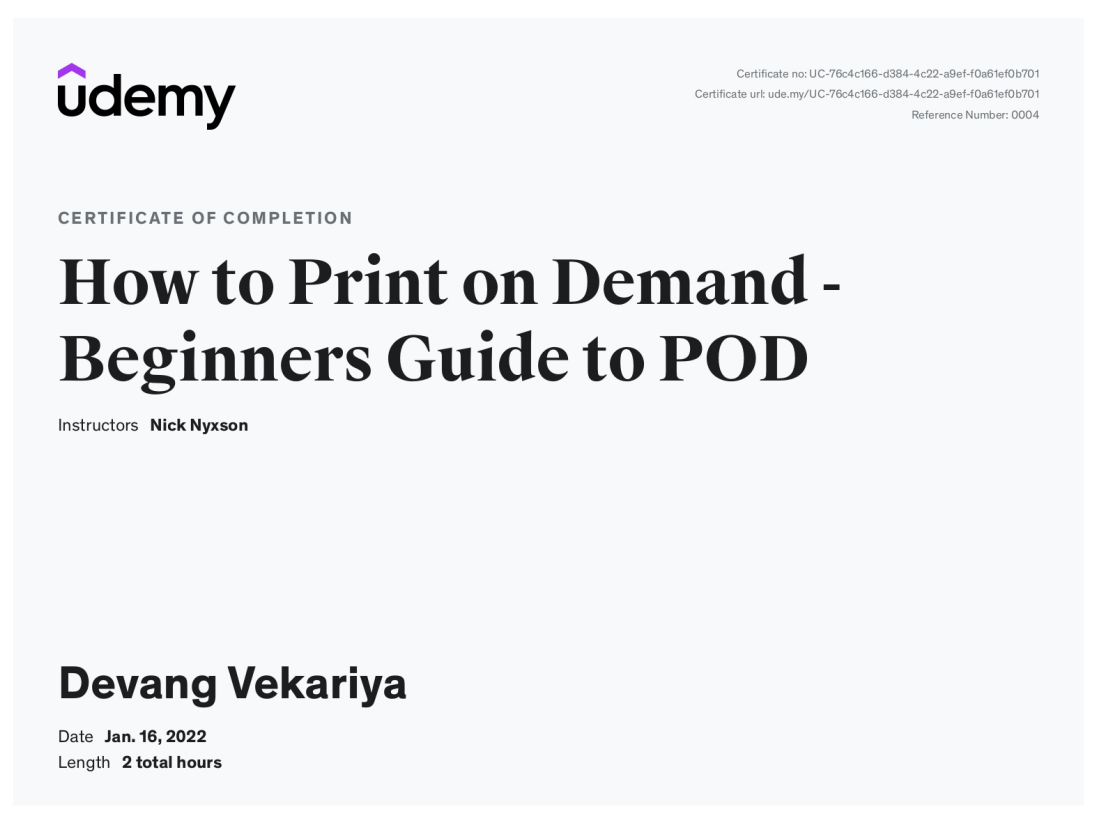 udemy
Certificate no: UC-76c4c166-d384-4c22-a9ef-f0a61ef0b701
Certificate url: ude.my/UC-76c4c166-d384-4c22-a9ef-f0a61ef0b701
Reference Number: 0004
CERTIFICATE OF COMPLETION
How to Print on Demand -
Beginners Guide to POD
Instructors Nick Nyxson
Devang Vekariya
Date Jan. 16, 2022
Length 2 total hours